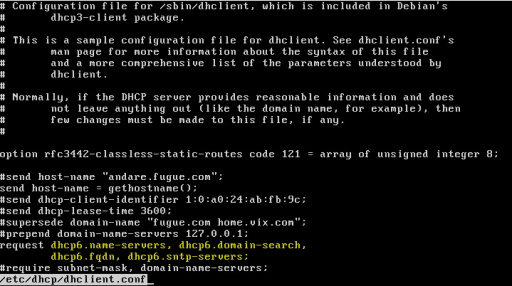 # Configuration file for /sbin/dhclient, which is included in Debian's
#       dhcp3-client package.
#
# This is a sample configuration file for dhclient. See dhclient.conf's
#       man page for more information about the syntax of this file
#       and a more comprehensive list of the parameters understood by
#       dhclient.
#
# Normally, if the DHCP server provides reasonable information and does
#       not leave anything out (like the domain name, for example), then
#       few changes must be made to this file, if any.
#
option rfc3442-classless-static-routes code 121 = array of unsigned integer 8;
#send host-name "andare.fugue.com";
send host-name = gethostname();
#send dhcp-client-identifier 1:0:a0:24:ab:fb:9c;
#send dhcp-lease-time 3600;
#supersede domain-name "fugue.com home.vix.com";
#prepend domain-name-servers 127.0.0.1;
request dhcp6.name-servers, dhcp6.domain-search,
        dhcp6.fqdn, dhcp6.sntp-servers;
#require subnet-mask, domain-name-servers;
/etc/dhcp/dhclient.conf